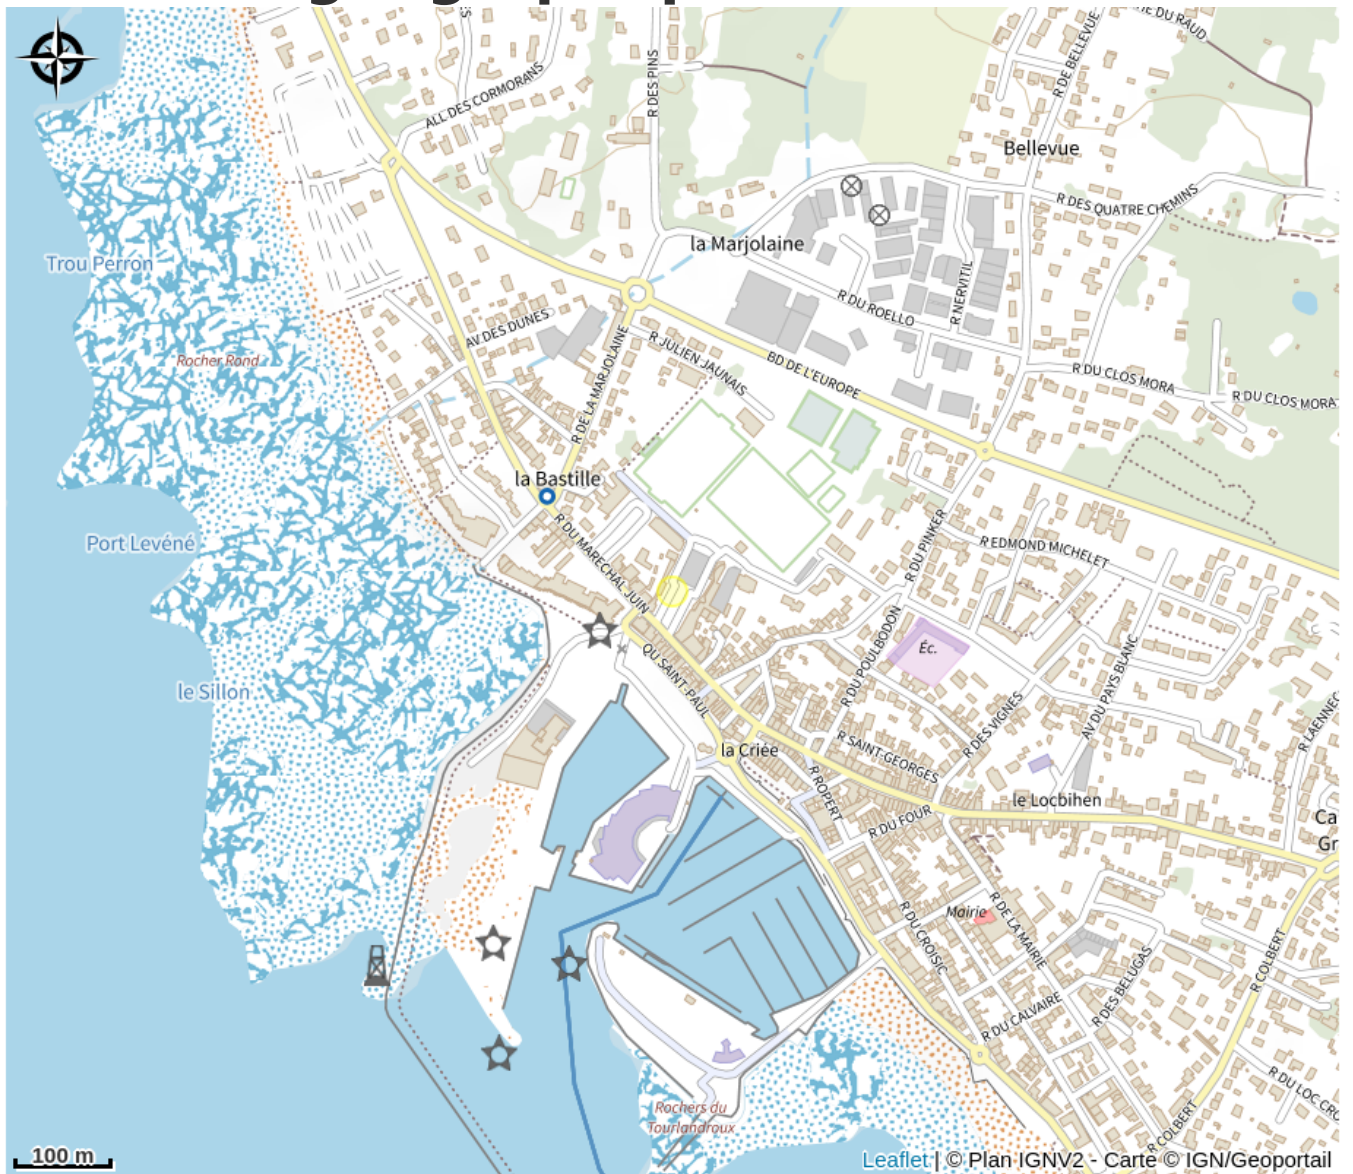 R DU RAUD
R DE BELLEVUE
ALL DES CORMORANS
R DES PINS
Bellevue
R DES QUATRE CHEMINS
la Marjolaine
Trou Perron
R NERVITIL
R DU ROELLO
AV DES DUNES
R JULIEN JAUNAIS
Rocher Rond
BD DE L'EUROPE
R DU CLOS MORA
R DU CLOS MORA
R DE LA MARJOLAINE
la Bastille
Port Levéné
R DU MARECHAL JUIN
R DU PINKER
R EDMOND MICHELET
Éc.
R DU POULBODON
QU SAINT-PAUL
AV DU PAYS BLANC
le Sillon
R DES VIGNES
R LAENNEC
la Criée
R SAINT-GEORGES
R ROPERT
le Locbihen
R DU FOUR
Ca
Gr
Mairie
R DE LA MAIRIE
R DU CROISIC
R COLBERT
R DES BELUGAS
R DU CALVAIRE
R DU LOC CRO
Rochers du
Tourlandroux
R COLBERT
100 m
Leaflet | © Plan IGNV2 - Carte © IGN/Geoportail